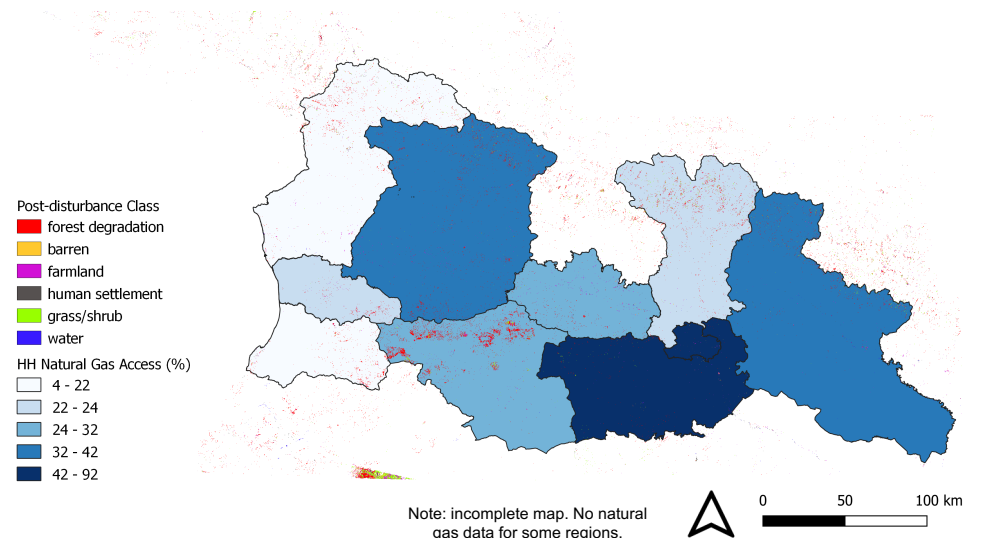 Post-disturbance Class
forest degradation
barren
farmland
human settlement
grass/shrub
water
HH Natural Gas Access (%)
4 - 22
22 - 24
24 - 32
32 - 42
42 - 92
Note: incomplete map. No natural
gas data for some regions.
0 50 100 km